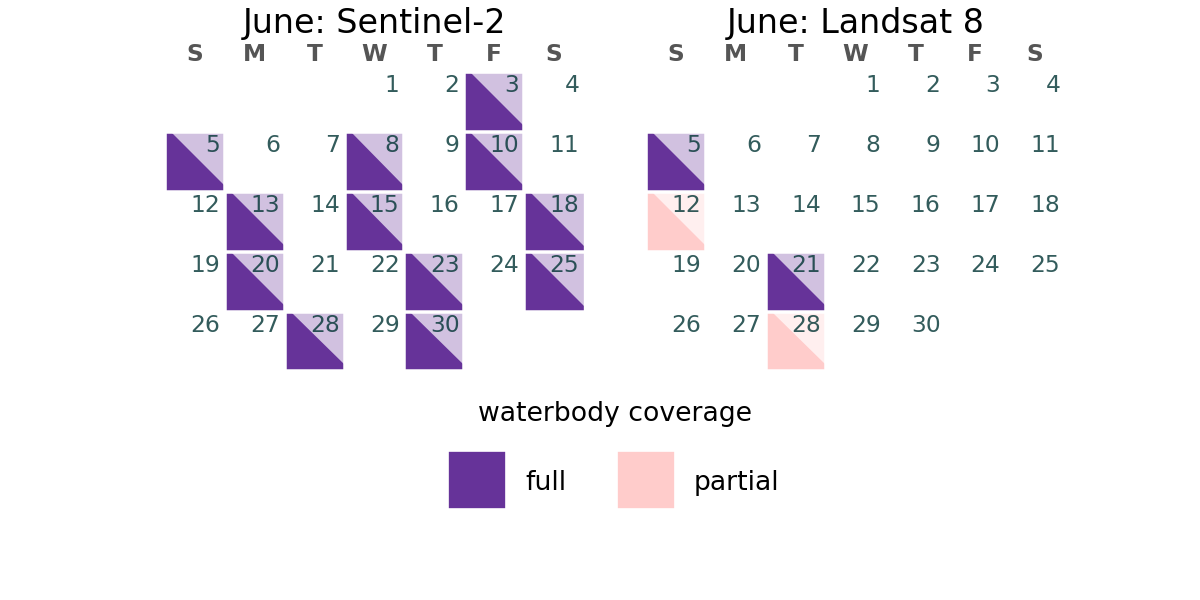 June: Sentinel-2
S M T W T F S
1 2 3 4
5 6 7 8 9 10 11
12 13 14 15 16 17 18
19 20 21 22 23 24 25
26 27 28 29 30
June: Landsat 8
S M T W T F S
1 2 3 4
5 6 7 8 9 10 11
12 13 14 15 16 17 18
19 20 21 22 23 24 25
26 27 28 29 30
waterbody coverage
full
partial